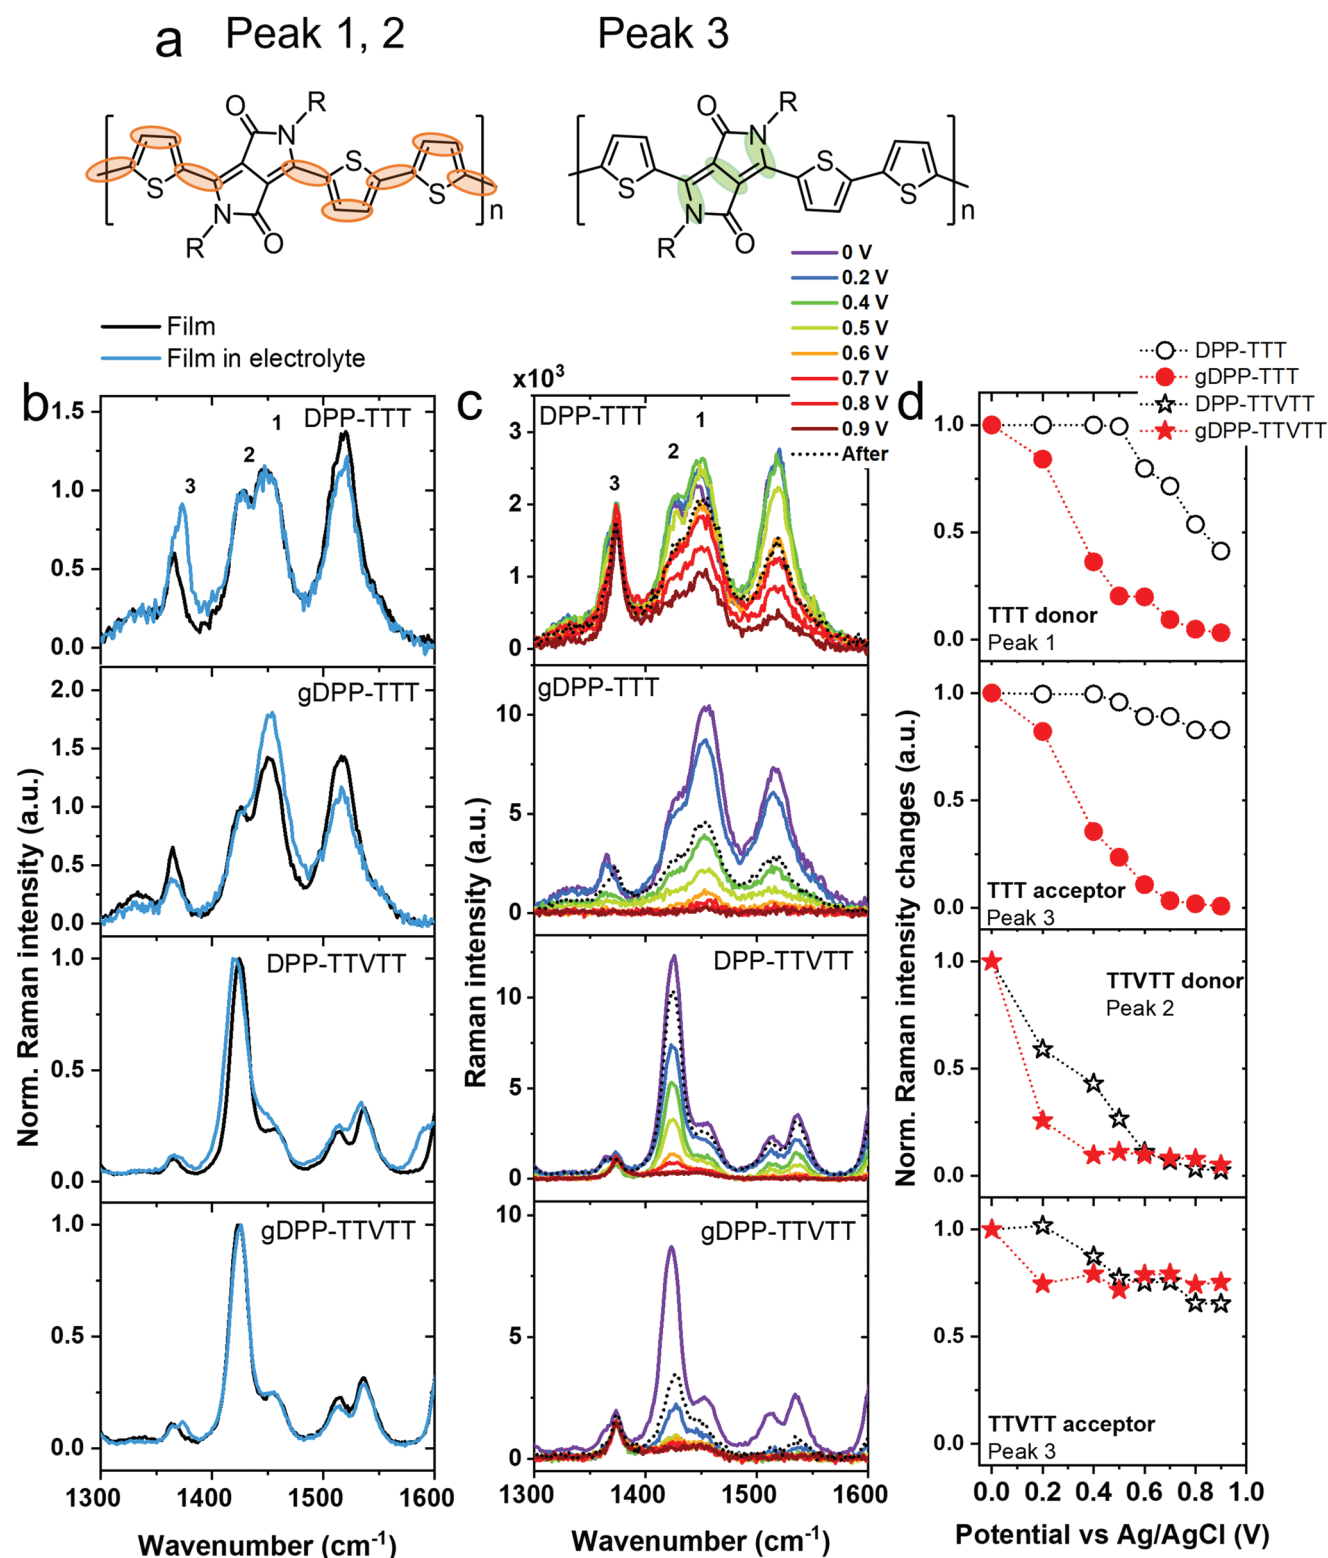 a Peak 1, 2 Peak 3
O R
N
S S S
N
R O
n
O R
N
S S S
N
R O
n
Film
Film in electrolyte
0 V
0.2 V
0.4 V
0.5 V
0.6 V
0.7 V
0.8 V
0.9 V
After
DPP-TTT
gDPP-TTT
DPP-TTVTT
gDPP-TTVTT
b
Norm. Raman intensity (a.u.)
DPP-TTT
1
2
3
1.5
1.0
0.5
0.0
gDPP-TTT
2.0
1.5
1.0
0.5
0.0
DPP-TTVTT
1.0
0.5
0.0
gDPP-TTVTT
1.0
0.5
0.0
1300 1400 1500 1600
Wavenumber (cm⁻¹)
c
x10³
Raman intensity (a.u.)
DPP-TTT
1
2
3
3
2
1
0
gDPP-TTT
10
5
0
DPP-TTVTT
10
5
0
gDPP-TTVTT
10
5
0
1300 1400 1500 1600
Wavenumber (cm⁻¹)
d
Norm. Raman intensity changes (a.u.)
1.0
0.5
0.0
TTT donor
Peak 1
1.0
0.5
0.0
TTT acceptor
Peak 3
1.0
0.5
0.0
TTVTT donor
Peak 2
1.0
0.5
0.0
TTVTT acceptor
Peak 3
0.0 0.2 0.4 0.6 0.8 1.0
Potential vs Ag/AgCl (V)